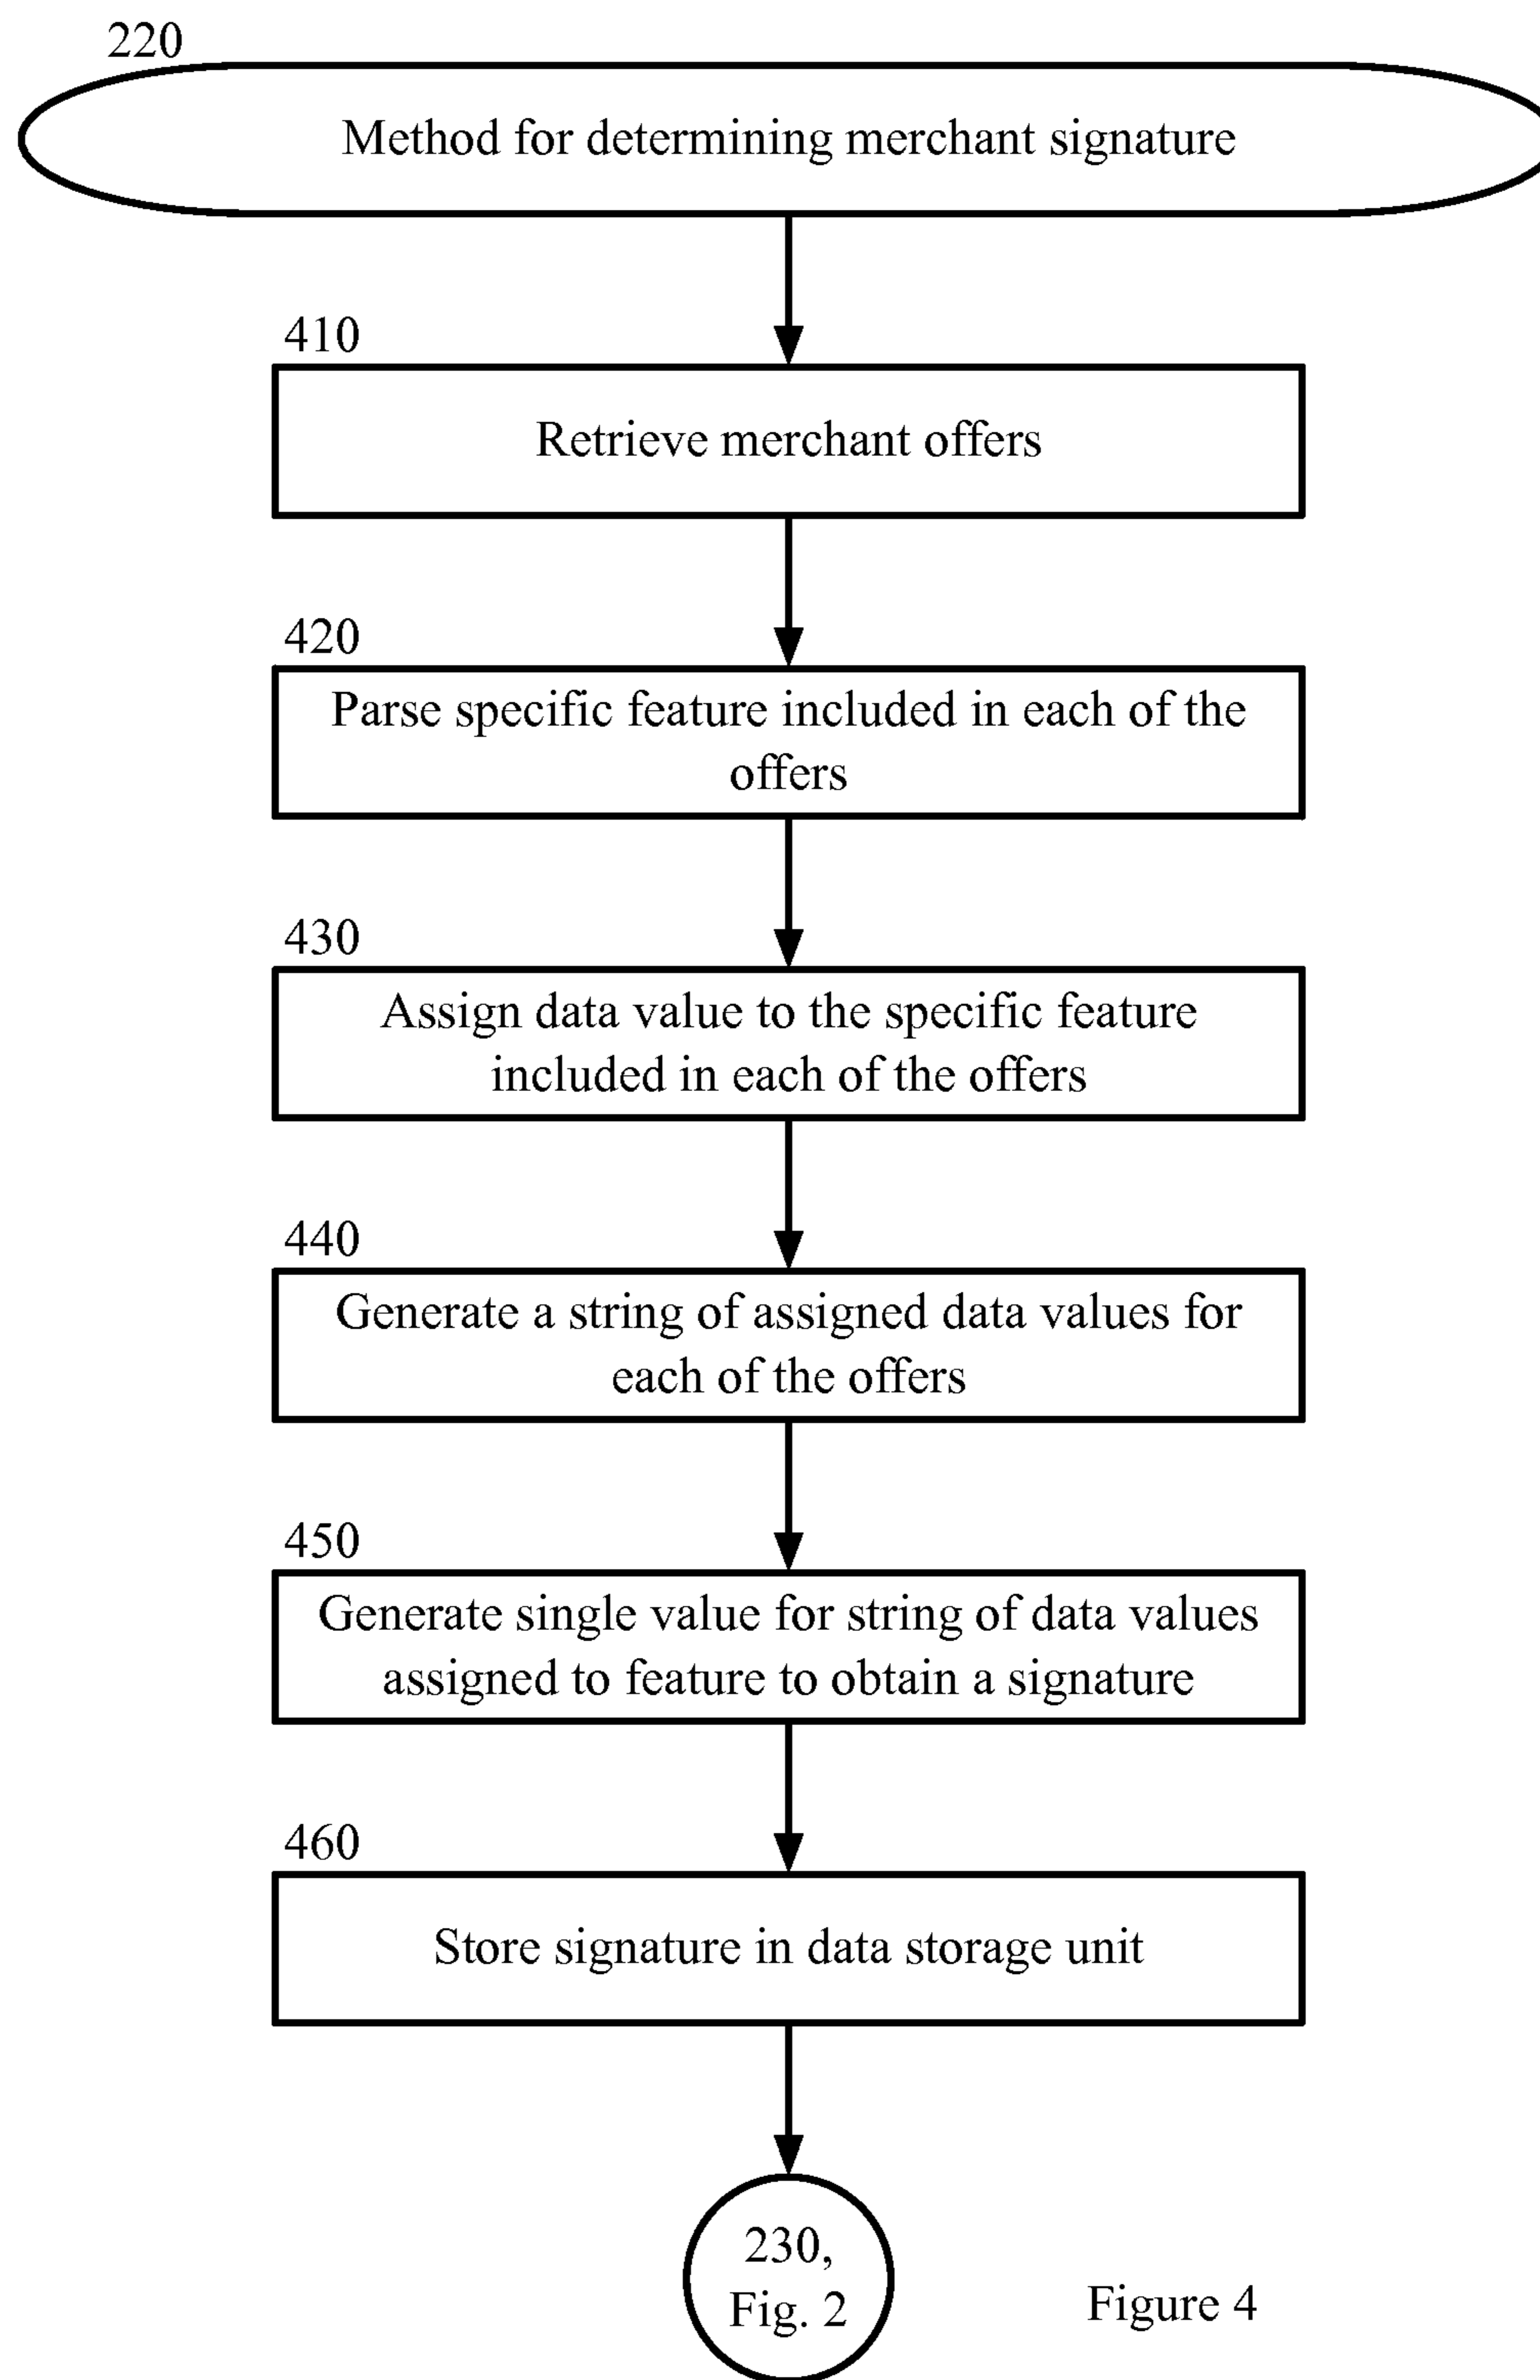 220
Method for determining merchant signature
410
Retrieve merchant offers
420
Parse specific feature included in each of the
offers
430
Assign data value to the specific feature
included in each of the offers
440
Generate a string of assigned data values for
each of the offers
450
Generate single value for string of data values
assigned to feature to obtain a signature
460
Store signature in data storage unit
230,
Fig. 2
Figure 4